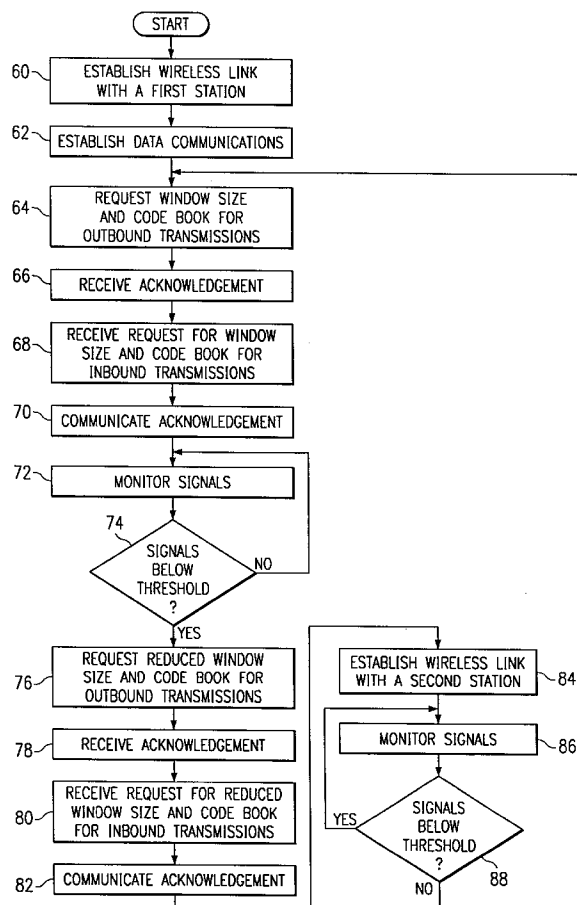 START
60
ESTABLISH WIRELESS LINK
WITH A FIRST STATION
62
ESTABLISH DATA COMMUNICATIONS
64
REQUEST WINDOW SIZE
AND CODE BOOK FOR
OUTBOUND TRANSMISSIONS
66
RECEIVE ACKNOWLEDGEMENT
68
RECEIVE REQUEST FOR WINDOW
SIZE AND CODE BOOK FOR
INBOUND TRANSMISSIONS
70
COMMUNICATE ACKNOWLEDGEMENT
72
MONITOR SIGNALS
74
SIGNALS
BELOW
THRESHOLD
?
NO
YES
76
REQUEST REDUCED WINDOW
SIZE AND CODE BOOK FOR
OUTBOUND TRANSMISSIONS
78
RECEIVE ACKNOWLEDGEMENT
80
RECEIVE REQUEST FOR REDUCED
WINDOW SIZE AND CODE BOOK
FOR INBOUND TRANSMISSIONS
82
COMMUNICATE ACKNOWLEDGEMENT
ESTABLISH WIRELESS LINK
WITH A SECOND STATION
84
MONITOR SIGNALS
86
YES
SIGNALS
BELOW
THRESHOLD
?
88
NO